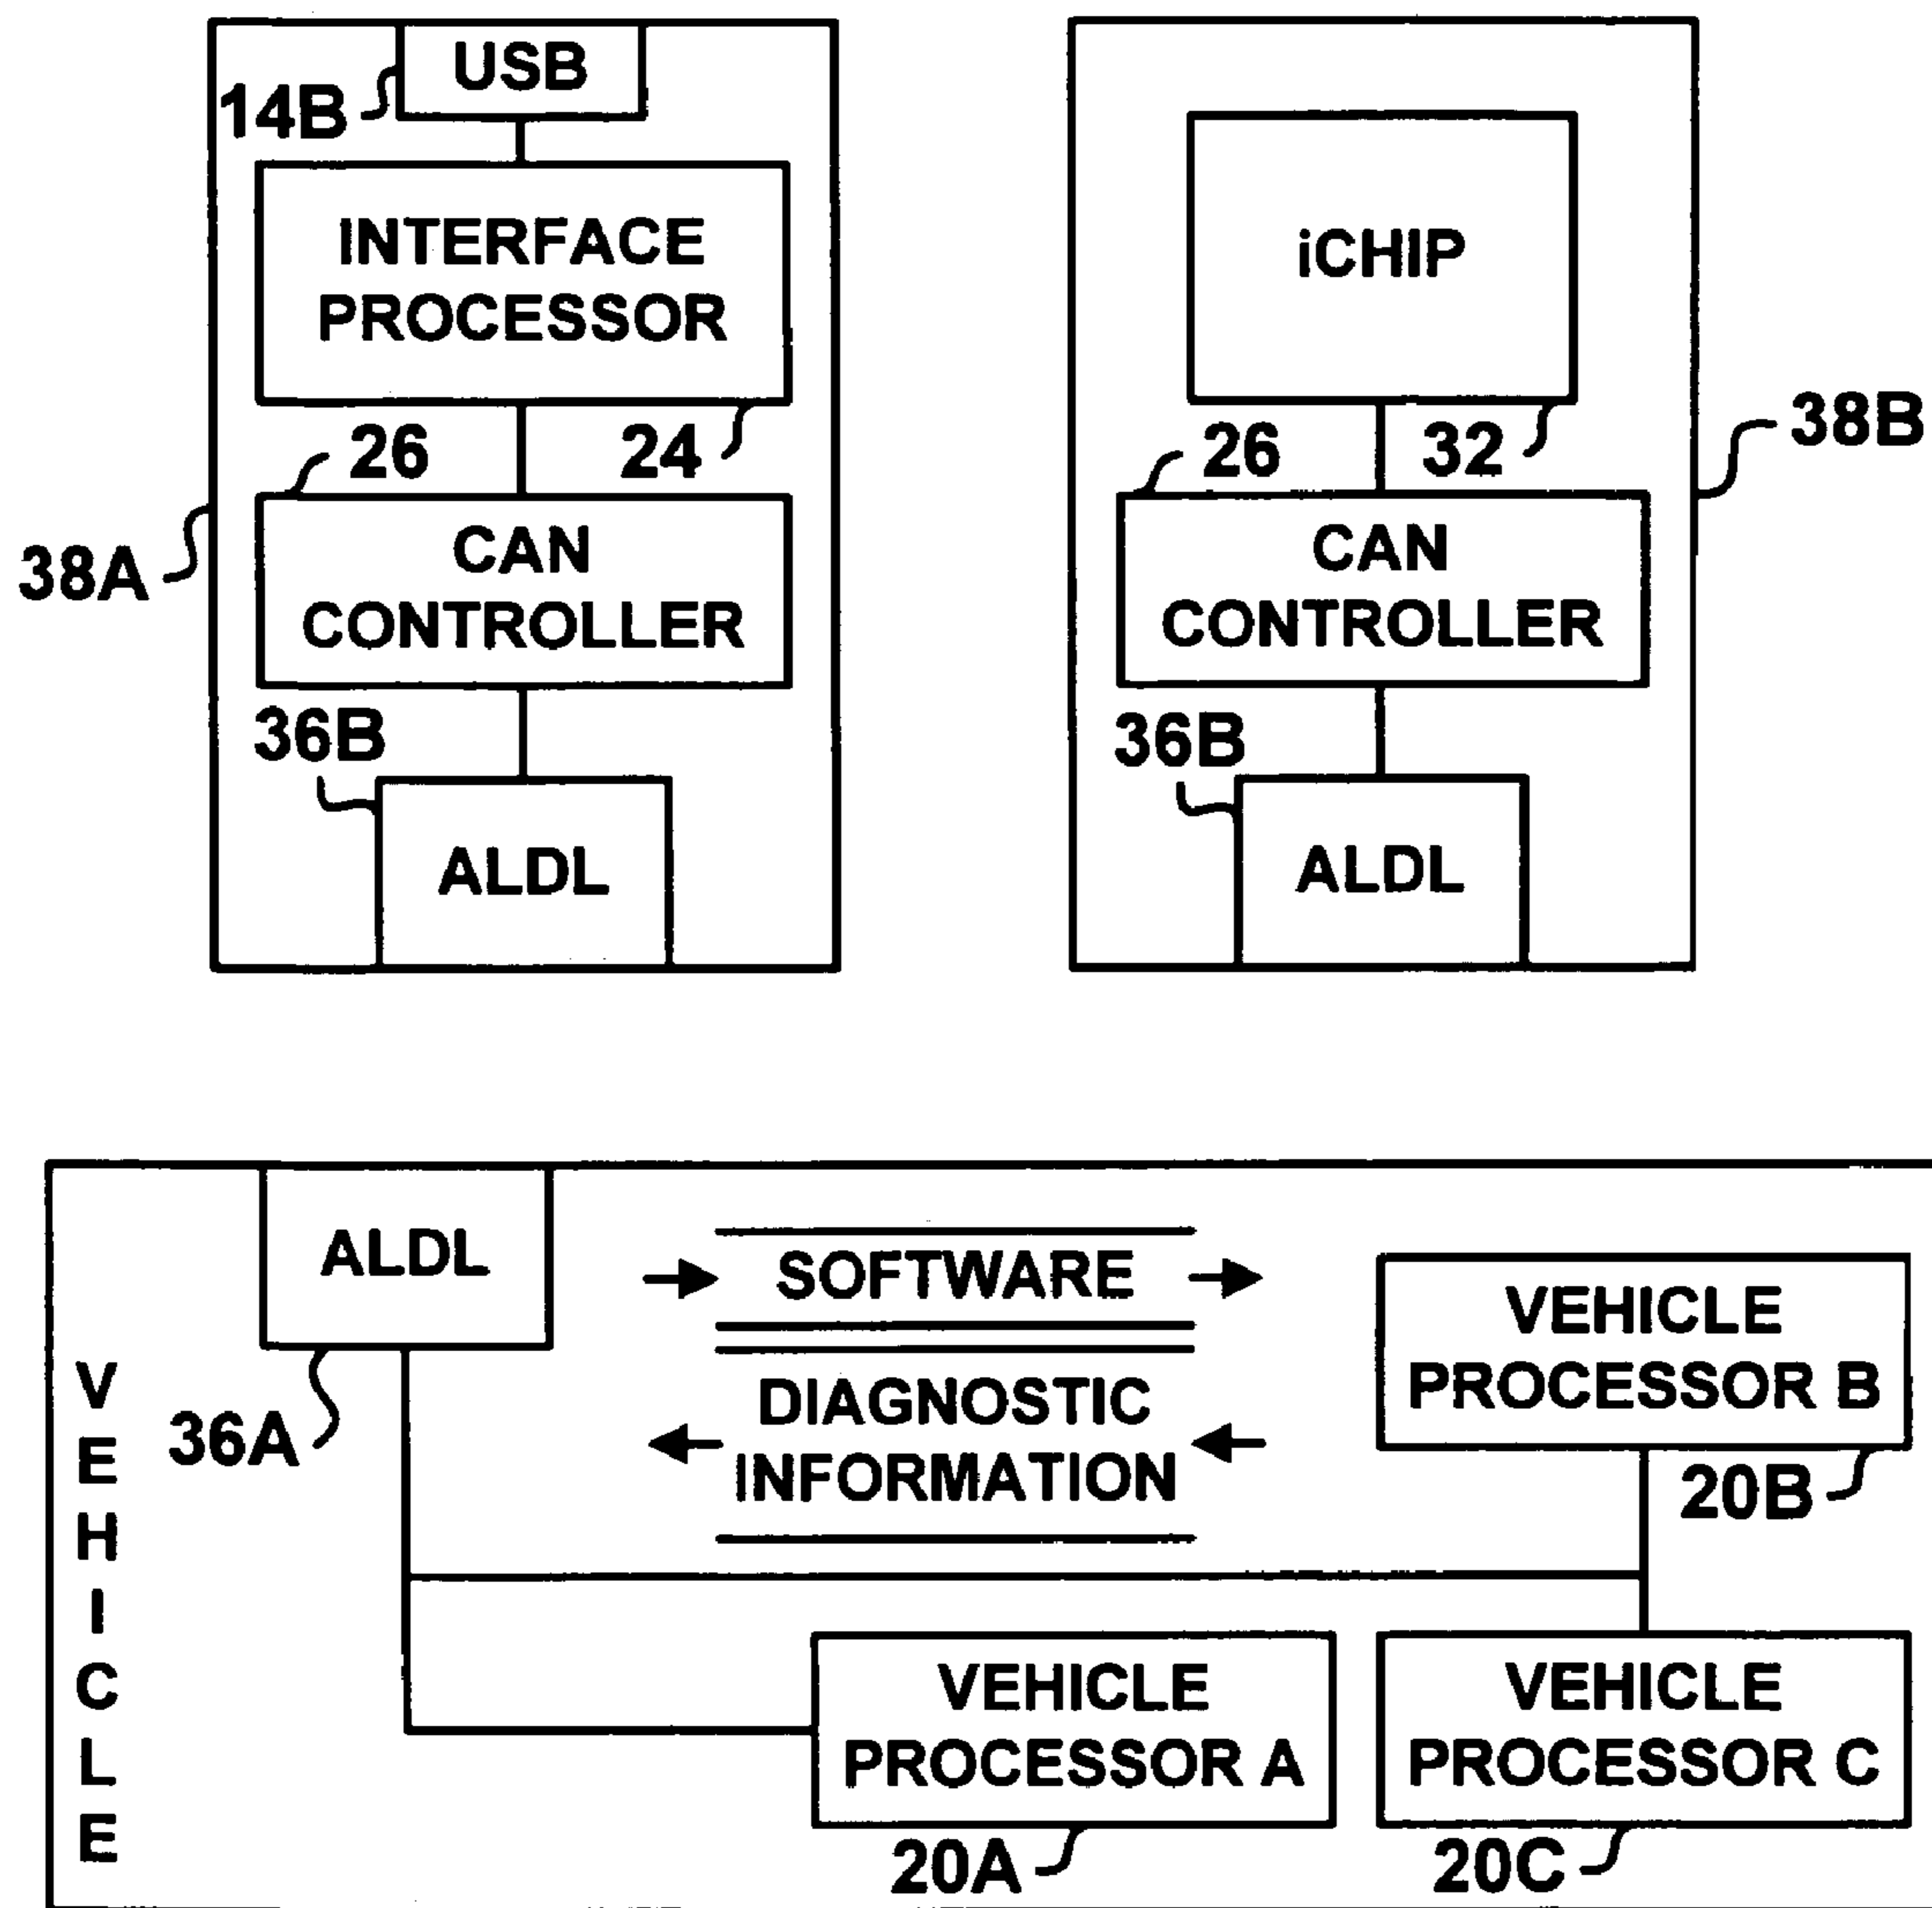 USB
14B
INTERFACE
PROCESSOR
26
24
CAN
CONTROLLER
38A
36B
ALDL
iCHIP
26
32
38B
CAN
CONTROLLER
36B
ALDL
VEHICLE
ALDL
36A
SOFTWARE
DIAGNOSTIC
INFORMATION
VEHICLE
PROCESSOR B
20B
VEHICLE
PROCESSOR A
20A
VEHICLE
PROCESSOR C
20C